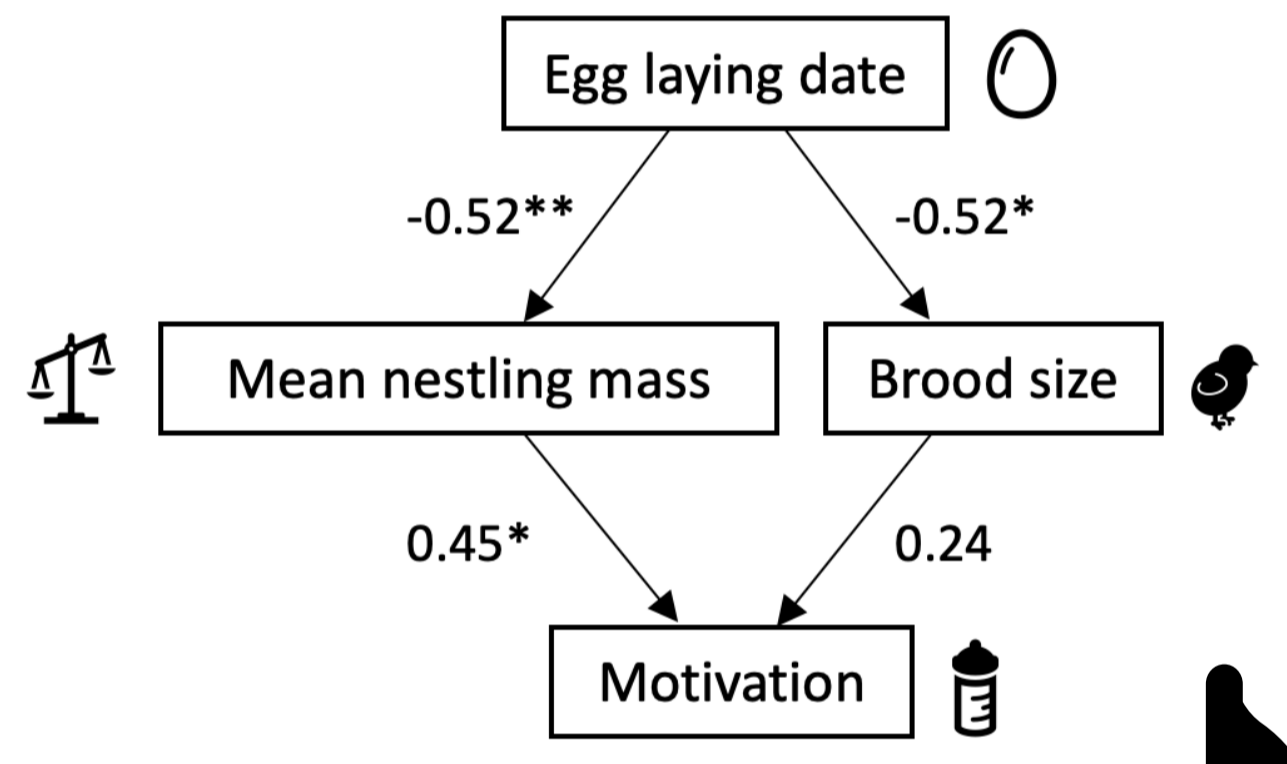 Egg laying date
-0.52**
-0.52*
Mean nestling mass
Brood size
0.45*
0.24
Motivation